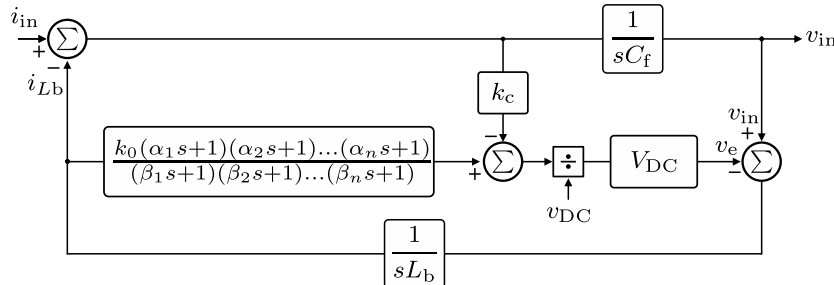 i_in
+
Σ
−
i_Lb
1
sC_f
v_in
k_c
−
v_in
+
k_0(α_1s+1)(α_2s+1)...(α_ns+1)
(β_1s+1)(β_2s+1)...(β_ns+1)
+
Σ
÷
V_DC
v_e
−
Σ
v_DC
1
sL_b